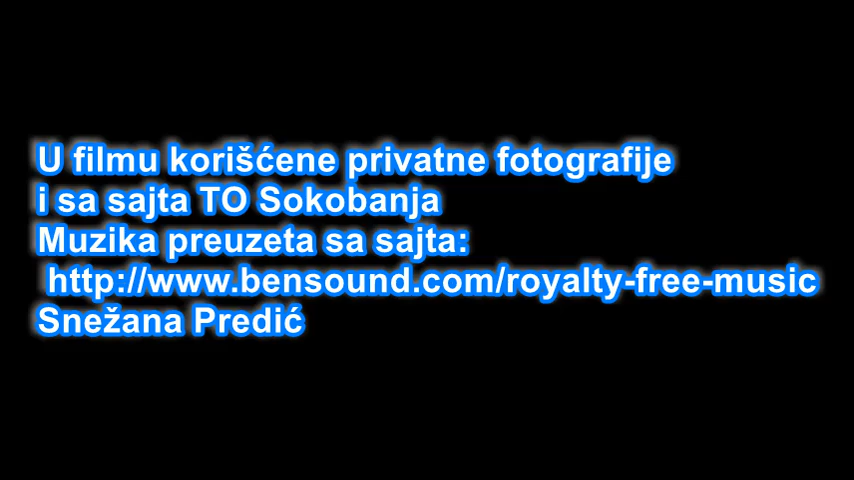 U filmu korišćene privatne fotografije
i sa sajta TO Sokobanja
Muzika preuzeta sa sajta:
http://www.bensound.com/royalty-free-music
Snežana Predić